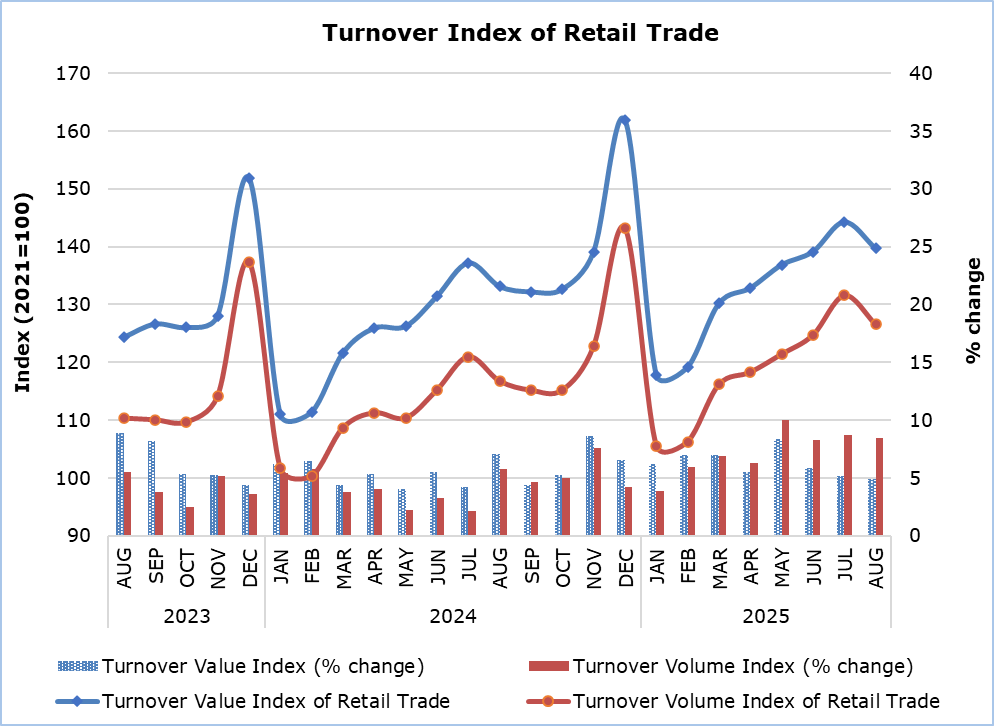 Turnover Index of Retail Trade
170
160
150
140
130
120
110
100
90
Index (2021=100)
40
35
30
25
20
15
10
5
0
% change
AUG SEP OCT NOV DEC JAN FEB MAR APR MAY JUN JUL AUG SEP OCT NOV DEC JAN FEB MAR APR MAY JUN JUL AUG
2023 2024 2025
Turnover Value Index (% change) Turnover Volume Index (% change)
Turnover Value Index of Retail Trade Turnover Volume Index of Retail Trade